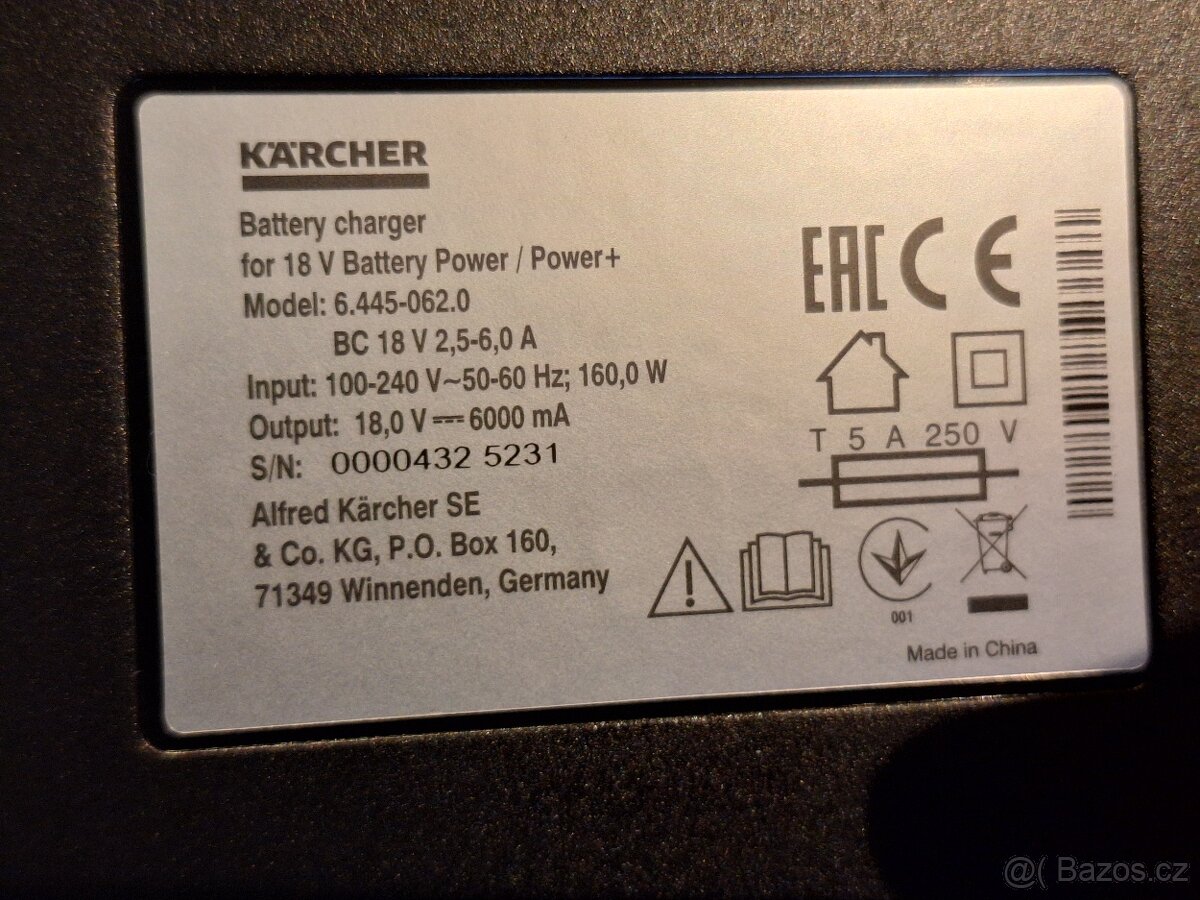 KÄRCHER
Battery charger
for 18 V Battery Power / Power+
Model: 6.445-062.0
BC 18 V 2,5-6,0 A
Input: 100-240 V~50-60 Hz; 160,0 W
Output: 18,0 V ⎓ 6000 mA
S/N: 0000432 5231
Alfred Kärcher SE
& Co. KG, P.O. Box 160,
71349 Winnenden, Germany
EAC CE
T 5 A 250 V
001
Made in China
@( Bazos.cz